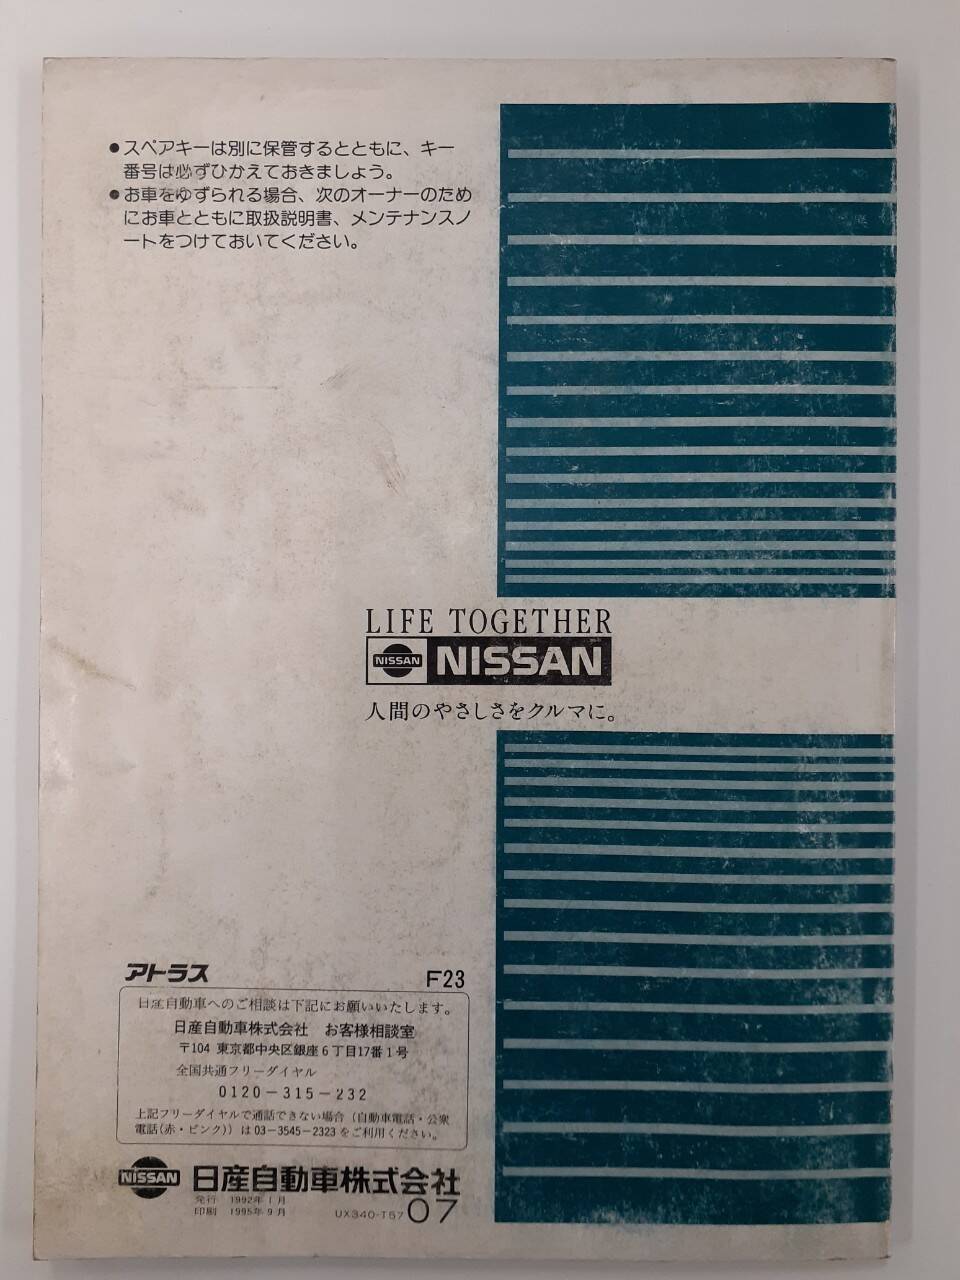 ●スペアキーは別に保管するとともに、キー
番号は必ずひかえておきましょう。
●お車をゆずられる場合、次のオーナーのため
にお車とともに取扱説明書、メンテナンスノ
ートをつけておいてください。
LIFE TOGETHER
NISSAN NISSAN
人間のやさしさをクルマに。
アトラス F23
日産自動車へのご相談は下記にお願いいたします。
日産自動車株式会社 お客様相談室
〒104 東京都中央区銀座6丁目17番1号
全国共通フリーダイヤル
0120-315-232
上記フリーダイヤルで通話できない場合（自動車電話・公衆
電話（赤・ピンク））は03-3545-2323をご利用ください。
NISSAN 日産自動車株式会社
発行 1992年1月
印刷 1995年9月 UX340-T57 07